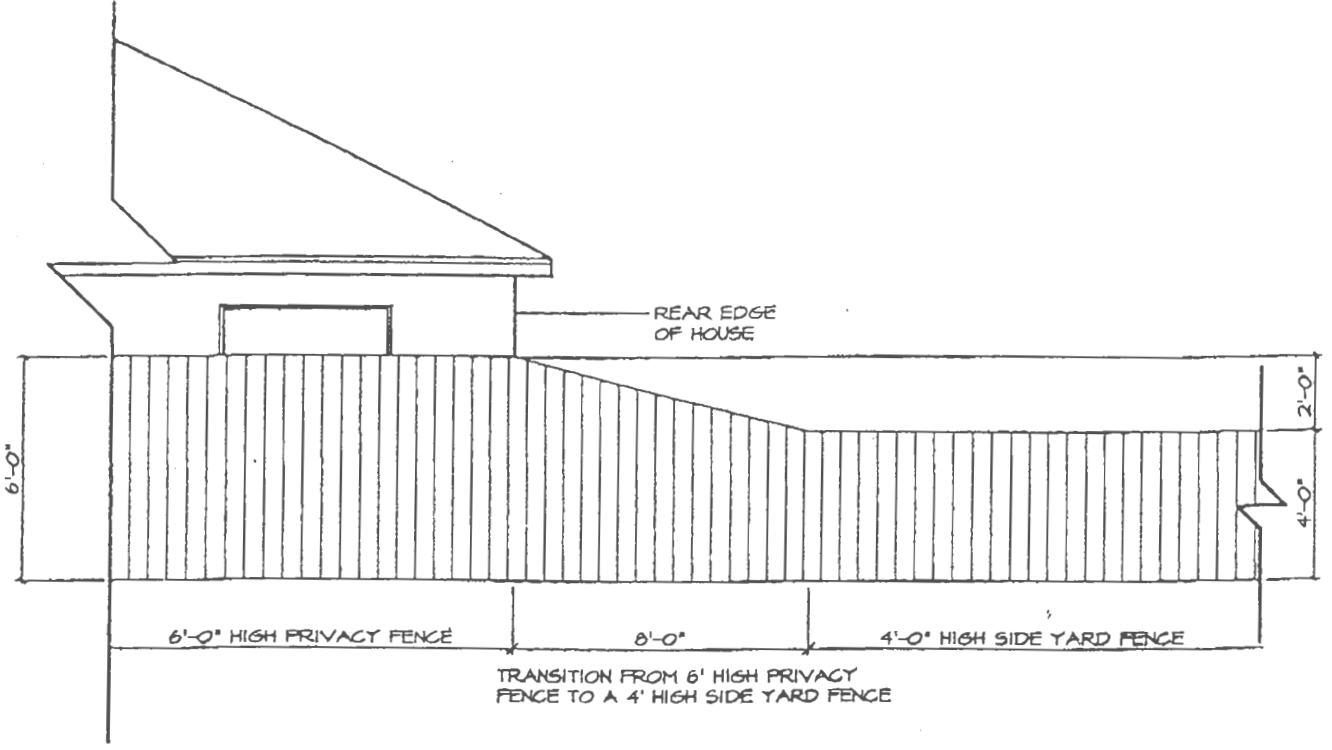 REAR EDGE
OF HOUSE
2'-0"
6'-0"
4'-0"
6'-0" HIGH PRIVACY FENCE
8'-0"
4'-0" HIGH SIDE YARD FENCE
TRANSITION FROM 6' HIGH PRIVACY
FENCE TO A 4' HIGH SIDE YARD FENCE